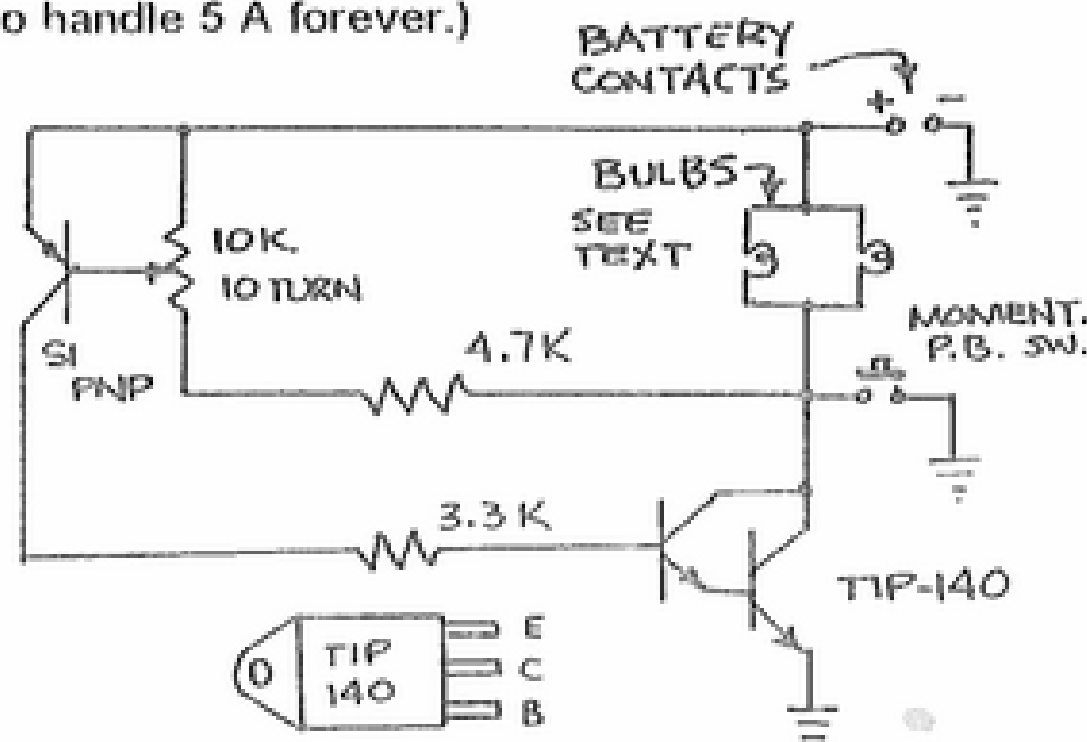 o handle 5 A forever.)
BATTERY
CONTACTS
+ -
BULBS
SEE
TEXT
10K
10 TURN
MOMENT.
P.B. SW.
SI
PNP
4.7K
3.3K
TIP-140
TIP
140
E
C
B